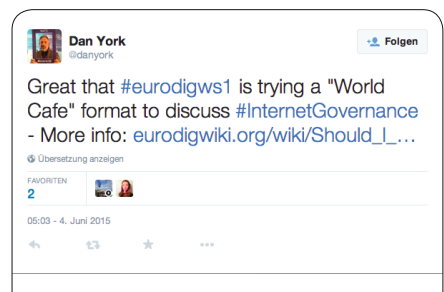 Dan York
@danyork
Folgen
Great that #eurodigws1 is trying a "World
Cafe" format to discuss #InternetGovernance
- More info: eurodigwiki.org/wiki/Should_I_...
Übersetzung anzeigen
FAVORITEN
2
05:03 - 4. Juni 2015